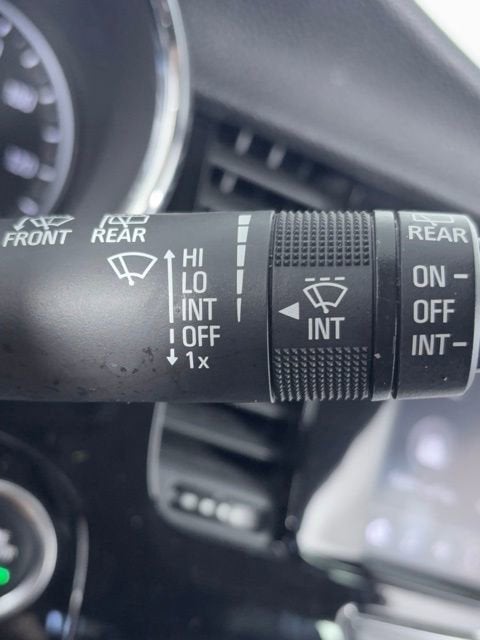 FRONT REAR
HI
LO
INT
OFF
1x
INT
REAR
ON
OFF
INT